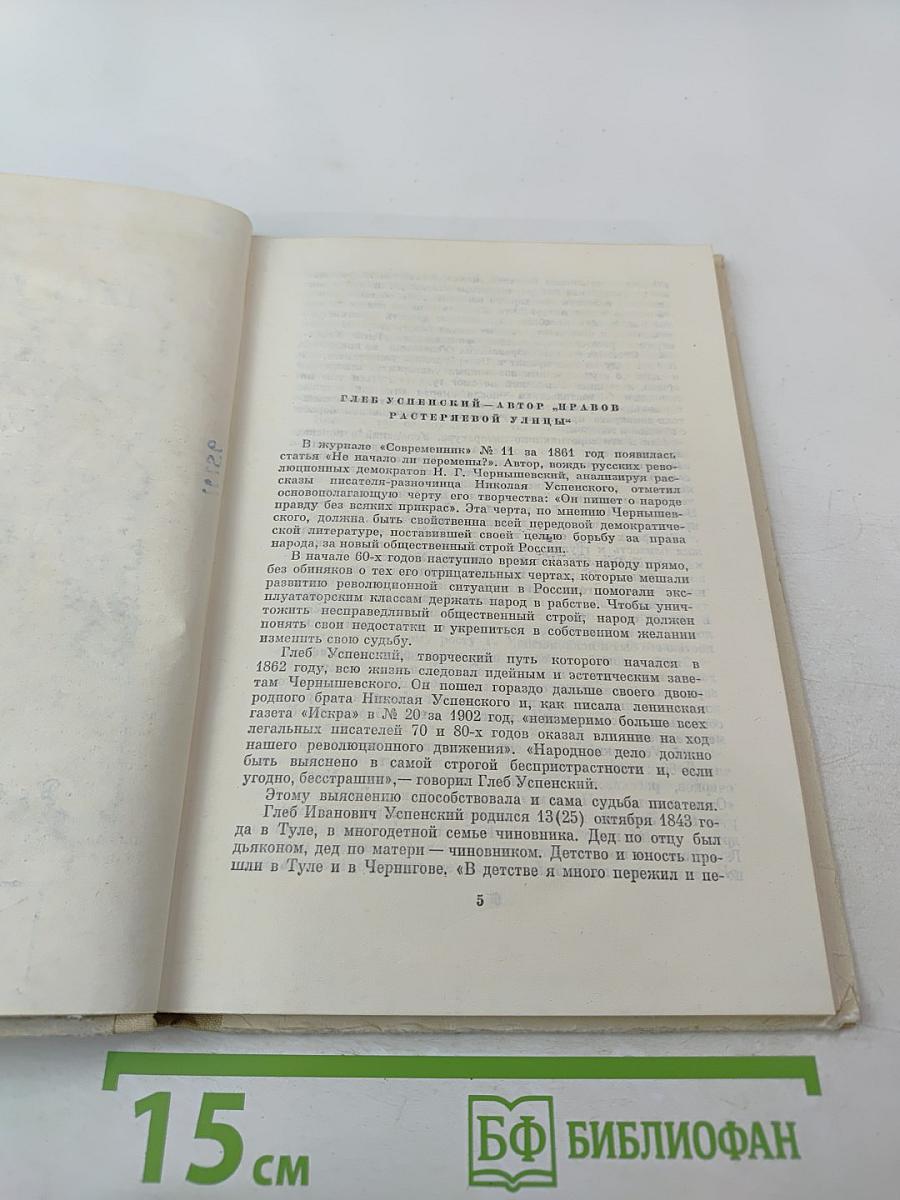 ГЛЕБ УСПЕНСКИЙ — АВТОР „НРАВОВ
РАСТЕРЯЕВОЙ УЛИЦЫ“
В журнале «Современник» № 11 за 1861 год появилась
статья «Не начало ли перемены?». Автор, вождь русских рево-
люционных демократов Н. Г. Чернышевский, анализируя рас-
сказы писателя-разночинца Николая Успенского, отметил
основополагающую черту его творчества: «Он пишет о народе
правду без всяких прикрас». Эта черта, по мнению Чернышев-
ского, должна быть свойственна всей передовой демократиче-
ской литературе, поставившей своей целью борьбу за права
народа, за новый общественный строй России.
В начале 60-х годов наступило время сказать народу прямо,
без обиняков о тех его отрицательных чертах, которые мешали
развитию революционной ситуации в России, помогали экс-
плуататорским классам держать народ в рабстве. Чтобы унич-
тожить несправедливый общественный строй, народ должен
понять свои недостатки и укрепиться в собственном желании
изменить свою судьбу.
Глеб Успенский, творческий путь которого начался в
1862 году, всю жизнь следовал идейным и эстетическим заве-
там Чернышевского. Он пошел гораздо дальше своего двою-
родного брата Николая Успенского и, как писала ленинская
газета «Искра» в № 20 за 1902 год, «неизмеримо больше всех
легальных писателей 70 и 80-х годов оказал влияние на ход
нашего революционного движения». «Народное дело должно
быть выяснено в самой строгой беспристрастности и, если
угодно, бесстрашии»,— говорил Глеб Успенский.
Этому выяснению способствовала и сама судьба писателя.
Глеб Иванович Успенский родился 13(25) октября 1843 го-
да в Туле, в многодетной семье чиновника. Дед по отцу был
дьяконом, дед по матери — чиновником. Детство и юность про-
шли в Туле и в Чернигове. «В детстве я много пережил и пе-
5
15 см
БФ БИБЛИОФАН